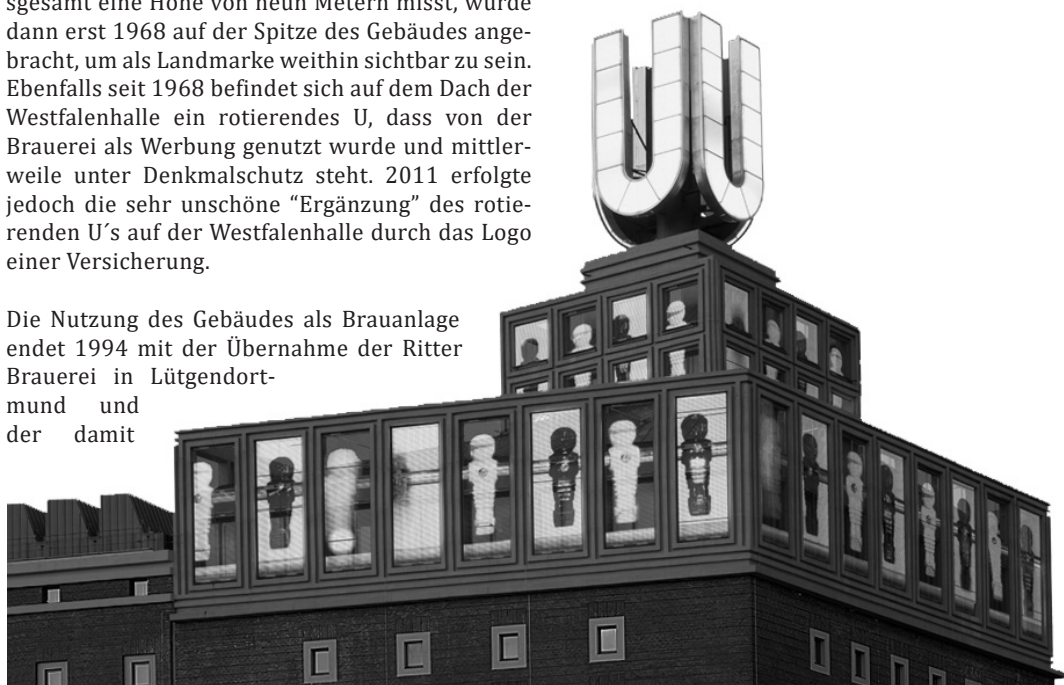 sgesamt eine Höhe von neun Metern misst, wurde
dann erst 1968 auf der Spitze des Gebäudes ange-
bracht, um als Landmarke weithin sichtbar zu sein.
Ebenfalls seit 1968 befindet sich auf dem Dach der
Westfalenhalle ein rotierendes U, dass von der
Brauerei als Werbung genutzt wurde und mittler-
weile unter Denkmalschutz steht. 2011 erfolgte
jedoch die sehr unschöne “Ergänzung” des rotie-
renden U´s auf der Westfalenhalle durch das Logo
einer Versicherung.
Die Nutzung des Gebäudes als Brauanlage
endet 1994 mit der Übernahme der Ritter
Brauerei in Lütgendort-
mund und
der damit
UU